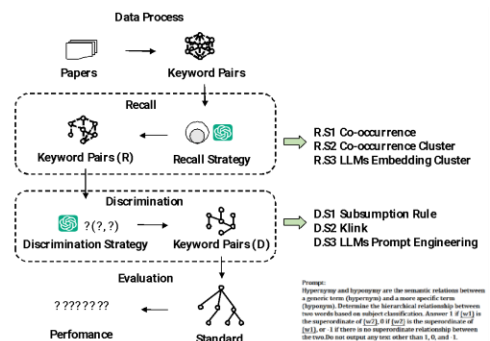 Data Process
Papers
Keyword Pairs
Recall
Keyword Pairs (R)
Recall Strategy
R.S1 Co-occurrence
R.S2 Co-occurrence Cluster
R.S3 LLMs Embedding Cluster
Discrimination
?(?,?)
Discrimination Strategy
Keyword Pairs (D)
D.S1 Subsumption Rule
D.S2 Klink
D.S3 LLMs Prompt Engineering
Evaluation
????????
Perfomance
Standard
Prompt:
Hypernymy and hyponymy are the semantic relations between
a generic term (hypernym) and a more specific term
(hyponym). Determine the hierarchical relationship between
two words based on subject classification. Answer 1 if [w1] is
the superordinate of [w2], 0 if [w2] is the superordinate of
[w1], or -1 if there is no superordinate relationship between
the two.Do not output any text other than 1, 0, and -1.